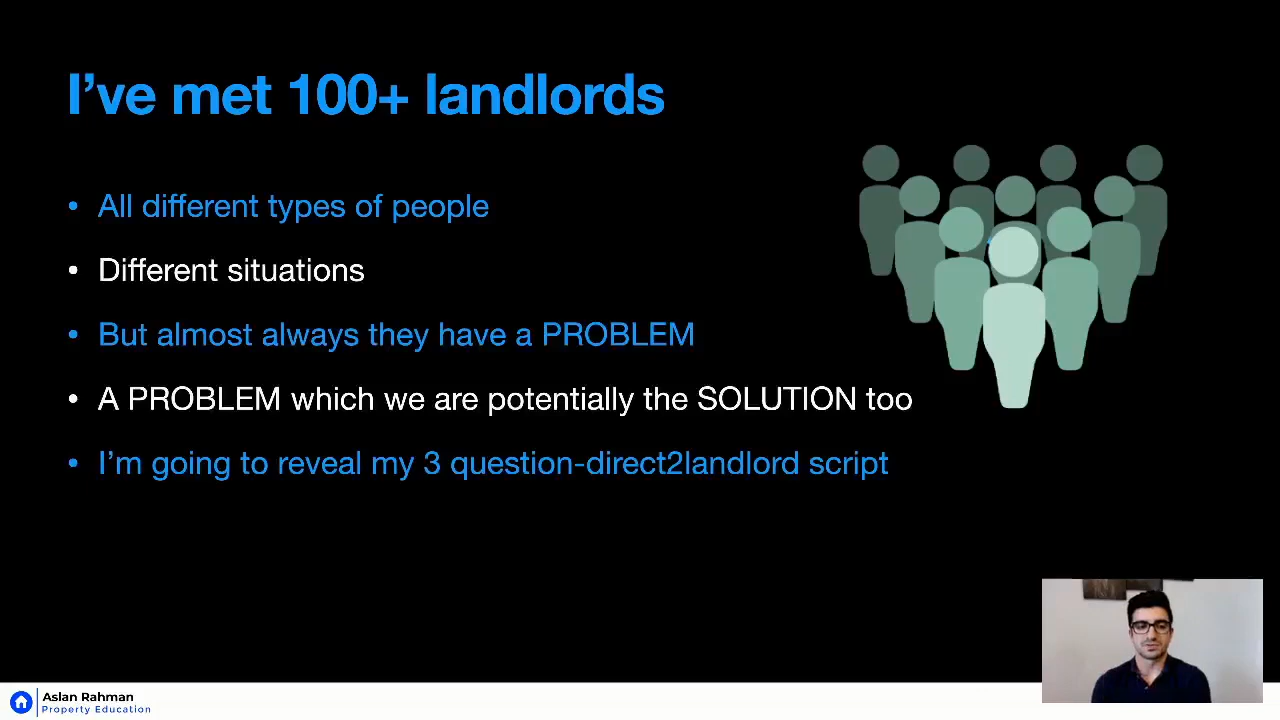 I've met 100+ landlords
• All different types of people
• Different situations
• But almost always they have a PROBLEM
• A PROBLEM which we are potentially the SOLUTION too
• I'm going to reveal my 3 question-direct2landlord script
Aslan Rahman
Property Education